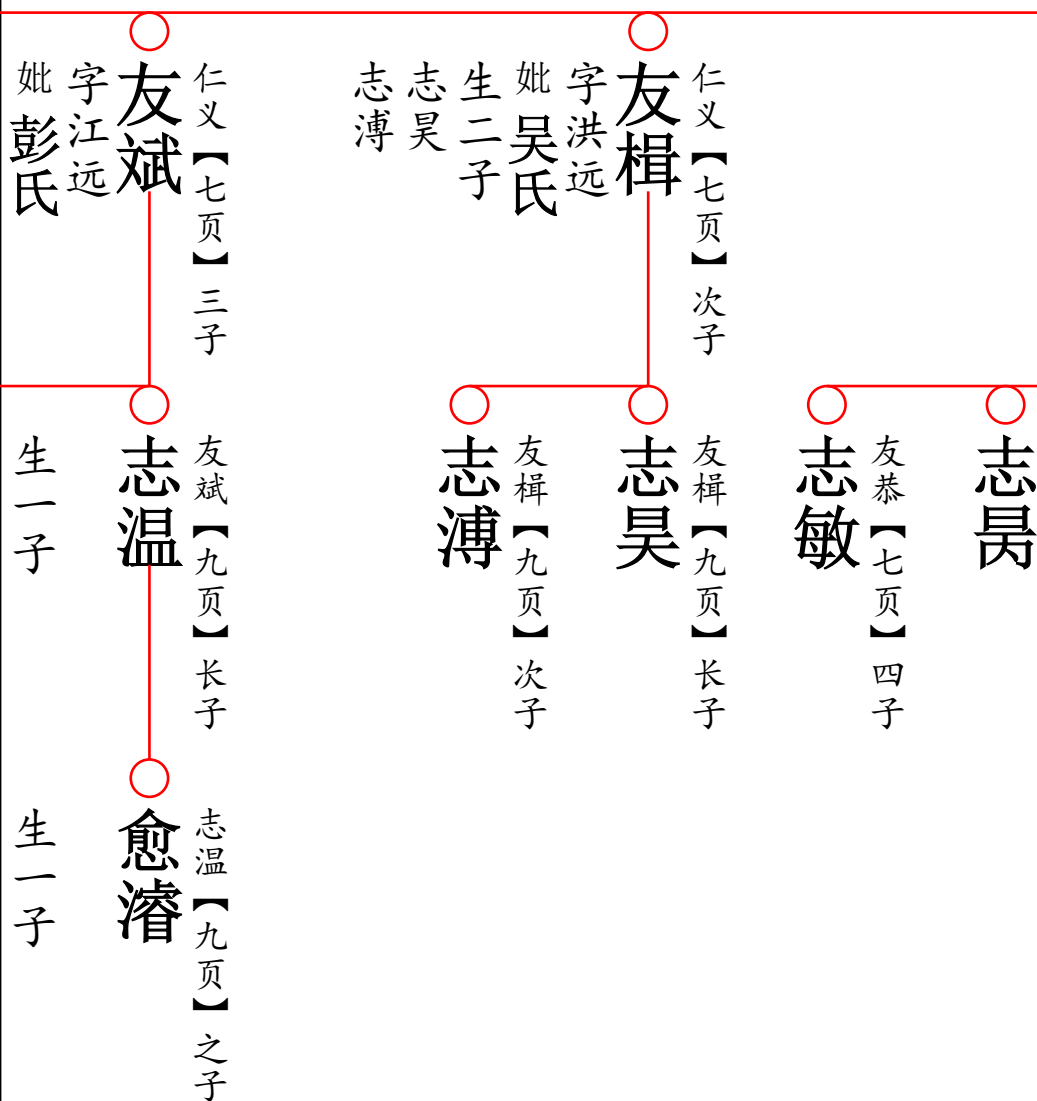 仁义【七页】次子
友楫
字洪远
妣 吴氏
生二子
志昊
志溥
仁义【七页】三子
友斌
字江远
妣 彭氏
志昺
友恭【七页】四子
志敏
友楫【九页】长子
志昊
友楫【九页】次子
志溥
友斌【九页】长子
志温
生一子
志温【九页】之子
愈濬
生一子